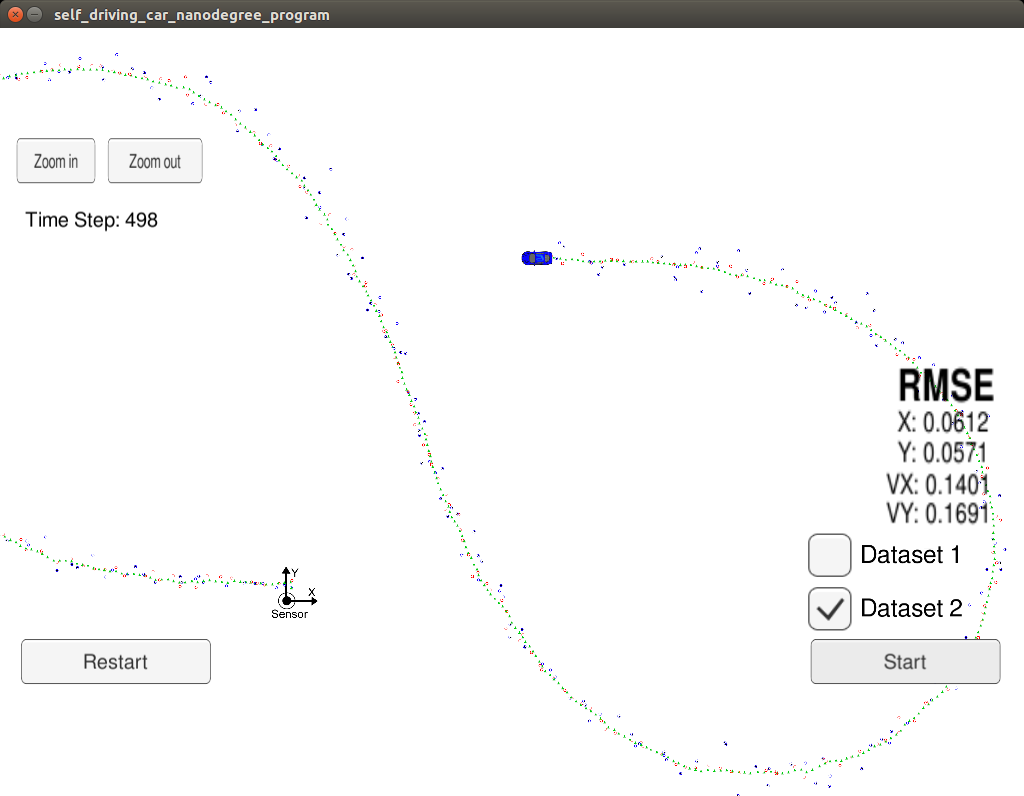 self_driving_car_nanodegree_program
Zoom in
Zoom out
Time Step: 498
RMSE
X: 0.0612
Y: 0.0571
VX: 0.1401
VY: 0.1691
Dataset 1
Y
X
Sensor
Dataset 2
Restart
Start